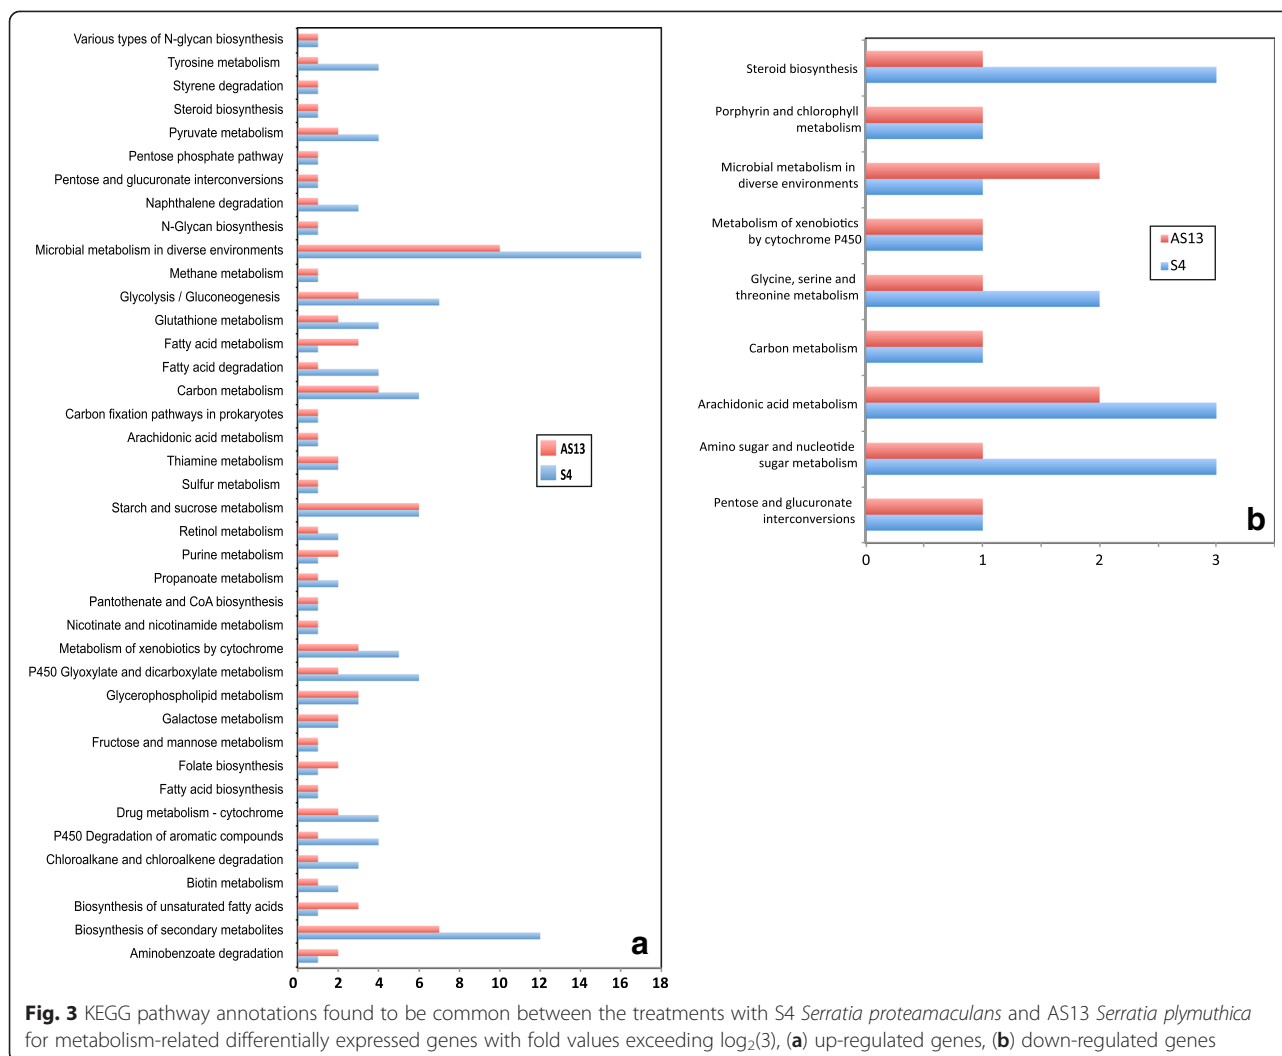 Various types of N-glycan biosynthesis
Tyrosine metabolism
Styrene degradation
Steroid biosynthesis
Pyruvate metabolism
Pentose phosphate pathway
Pentose and glucuronate interconversions
Naphthalene degradation
N-Glycan biosynthesis
Microbial metabolism in diverse environments
Methane metabolism
Glycolysis / Gluconeogenesis
Glutathione metabolism
Fatty acid metabolism
Fatty acid degradation
Carbon metabolism
Carbon fixation pathways in prokaryotes
Arachidonic acid metabolism
Thiamine metabolism
Sulfur metabolism
Starch and sucrose metabolism
Retinol metabolism
Purine metabolism
Propanoate metabolism
Pantothenate and CoA biosynthesis
Nicotinate and nicotinamide metabolism
Metabolism of xenobiotics by cytochrome
P450 Glyoxylate and dicarboxylate metabolism
Glycerophospholipid metabolism
Galactose metabolism
Fructose and mannose metabolism
Folate biosynthesis
Fatty acid biosynthesis
Drug metabolism - cytochrome
P450 Degradation of aromatic compounds
Chloroalkane and chloroalkene degradation
Biotin metabolism
Biosynthesis of unsaturated fatty acids
Biosynthesis of secondary metebolites
Aminobenzoate degradation
0 2 4 6 8 10 12 14 16 18
AS13
S4
a
Steroid biosynthesis
Porphyrin and chlorophyll
metabolism
Microbial metabolism in
diverse environments
Metabolism of xenobiotics
by cytochrome P450
Glycine, serine and
threonine metabolism
Carbon metabolism
Arachidonic acid metabolism
Amino sugar and nucleotide
sugar metabolism
Pentose and glucuronate
interconversions
0 1 2 3
AS13
S4
b
Fig. 3 KEGG pathway annotations found to be common between the treatments with S4 Serratia proteamaculans and AS13 Serratia plymuthica
for metabolism-related differentially expressed genes with fold values exceeding log₂(3), (a) up-regulated genes, (b) down-regulated genes